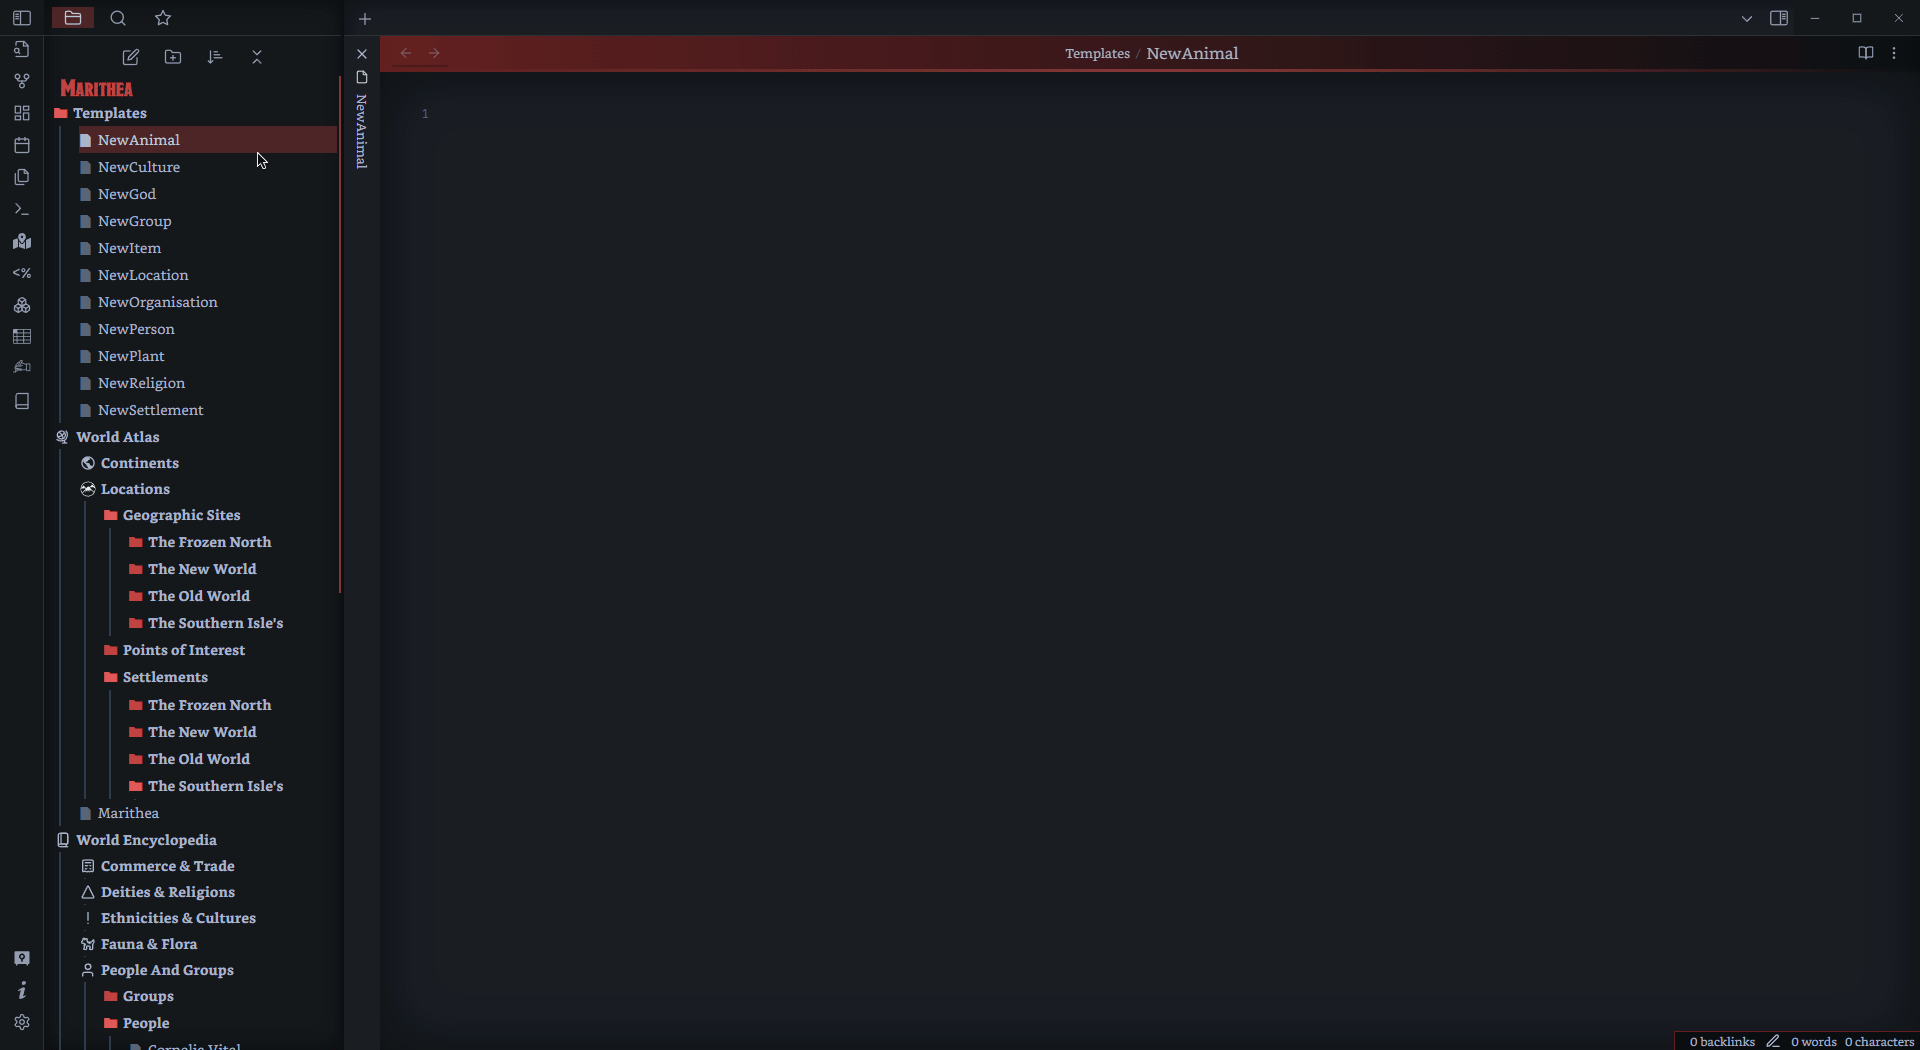 Templates / NewAnimal
MARITHEA
Templates
NewAnimal
NewCulture
NewGod
NewGroup
NewItem
NewLocation
NewOrganisation
NewPerson
NewPlant
NewReligion
NewSettlement
World Atlas
Continents
Locations
Geographic Sites
The Frozen North
The New World
The Old World
The Southern Isle's
Points of Interest
Settlements
The Frozen North
The New World
The Old World
The Southern Isle's
Marithea
World Encyclopedia
Commerce & Trade
Deities & Religions
Ethnicities & Cultures
Fauna & Flora
People And Groups
Groups
People
Cornelis Vital
NewAnimal
1
0 backlinks 0 words 0 characters